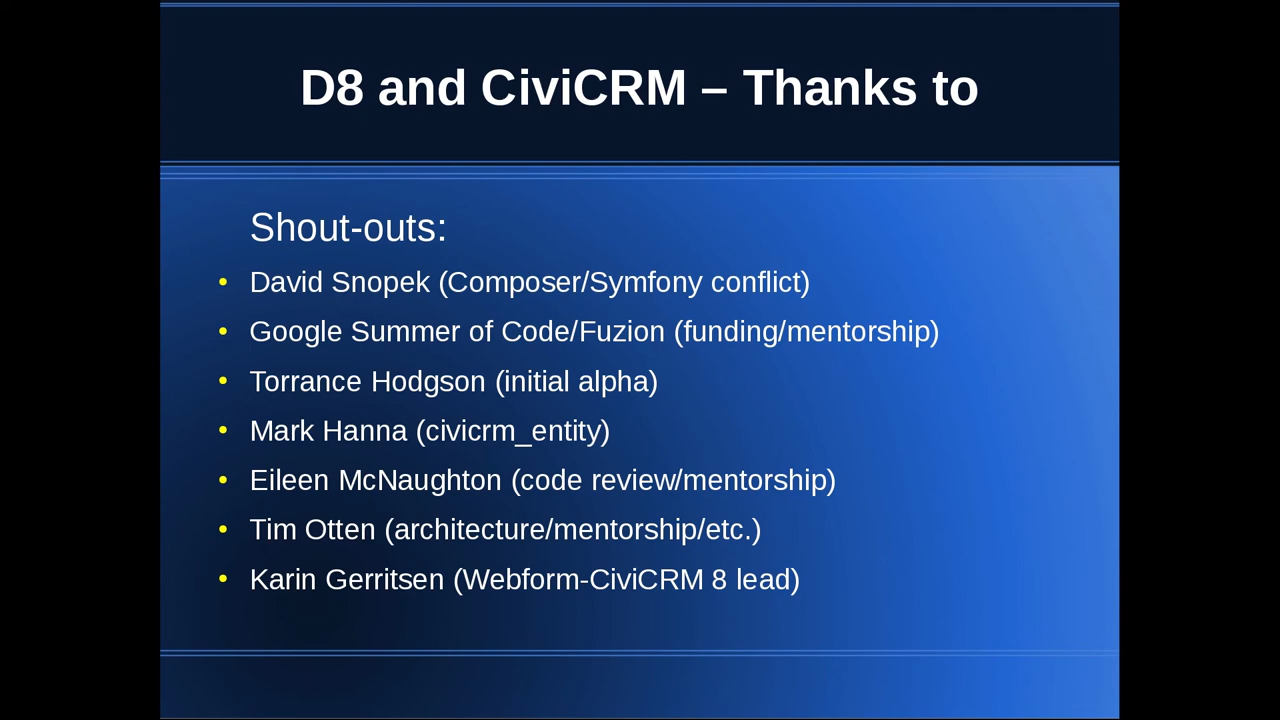 D8 and CiviCRM – Thanks to
Shout-outs:
• David Snopek (Composer/Symfony conflict)
• Google Summer of Code/Fuzion (funding/mentorship)
• Torrance Hodgson (initial alpha)
• Mark Hanna (civicrm_entity)
• Eileen McNaughton (code review/mentorship)
• Tim Otten (architecture/mentorship/etc.)
• Karin Gerritsen (Webform-CiviCRM 8 lead)